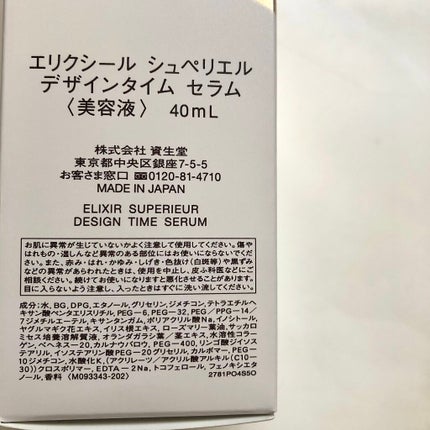 エリクシール シュペリエル
デザインタイム セラム
〈美容液〉 40mL
株式会社 資生堂
東京都中央区銀座7-5-5
お客さま窓口 0120-81-4710
MADE IN JAPAN
ELIXIR SUPERIEUR
DESIGN TIME SERUM
お肌に異常が生じていないかよく注意して使用してください。傷や
はれもの・湿しんなど異常のある部位にはお使いにならないでくだ
さい。また、赤み・はれ・かゆみ・しげき・色抜け(白斑等)や黒ずみ
などの異常があらわれたときは、使用を中止し、皮ふ科医などにご
相談ください。続けてお使いになりますと悪化させることがあります。
目に入らないよう注意し、入ったときはすぐに洗い流してください。
成分:水,BG,DPG,エタノール,グリセリン,ジメチコン,テトラエチルヘ
キサン酸ペンタエリスリチル,PEG-6,PEG-32,PEG/PPG-14/
7ジメチルエーテル,キサンタンガム,ポリアクリル酸Na,イノシトール,
ヤグルマギク花エキス,イリス根エキス,ローズマリー葉油,サッカ
ロミセス培養溶解質液,オランダガラシ葉/茎エキス,水溶性コラー
ゲン,ベヘネス-20,カルナウバロウ,PEG-400,リンゴ酸ジイソス
テアリル,イソステアリン酸PEG-20グリセル,カルボマー,PEG-
10ジメチコン,水酸化K,(アクリレーツ/アクリル酸アルキル(C10-
30))クロスポリマー,EDTA-2Na,トコフェロール,フェノキシエタ
ノール,香料 〈M093343-202〉 2781PO4S5O